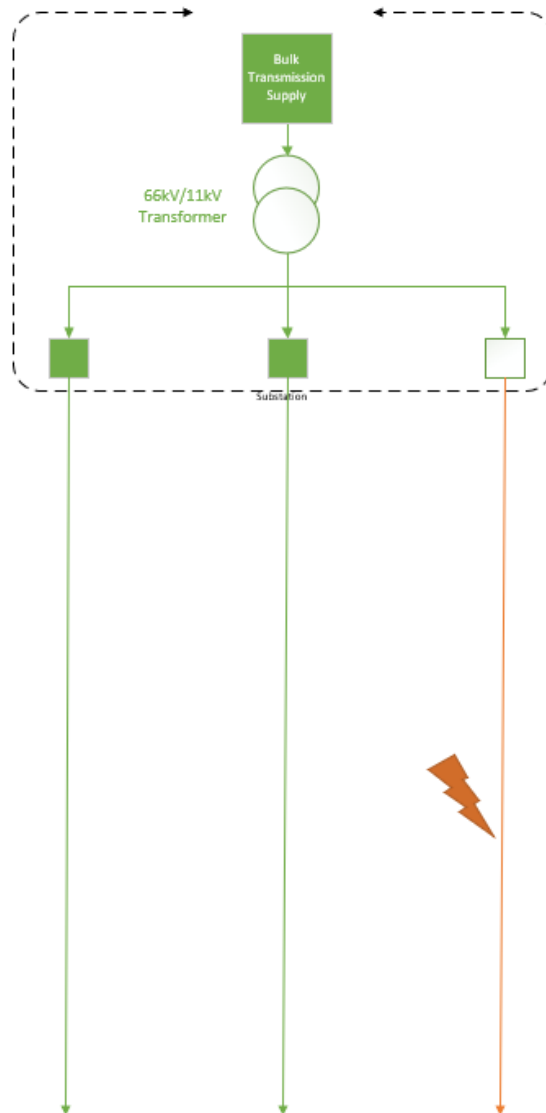 Bulk
Transmission
Supply
66kV/11kV
Transformer
Substation